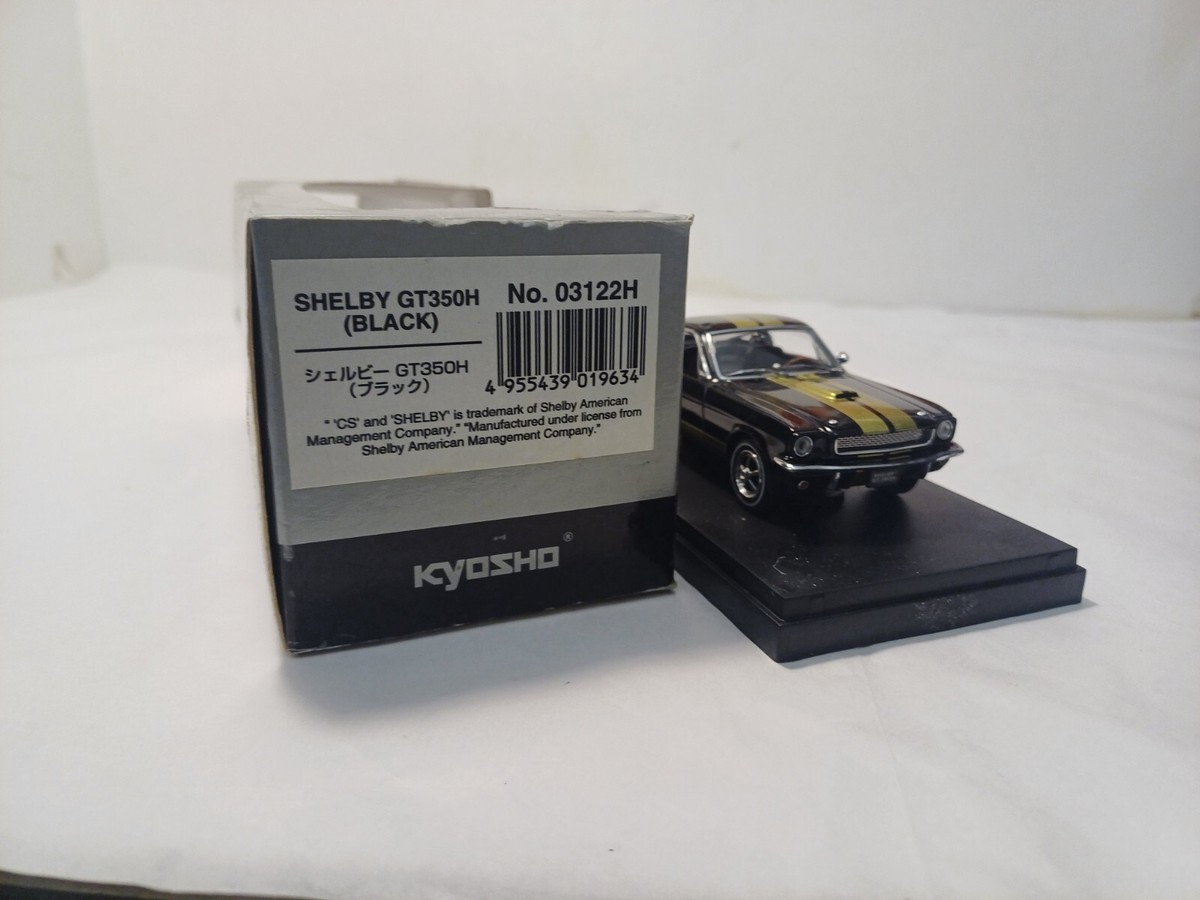 SHELBY GT350H
(BLACK)
シェルビー GT350H
(ブラック)
No. 03122H
4 955439 019634
" 'CS' and 'SHELBY' is trademark of Shelby American
Management Company." "Manufactured under license from
Shelby American Management Company."
KYOSHO®